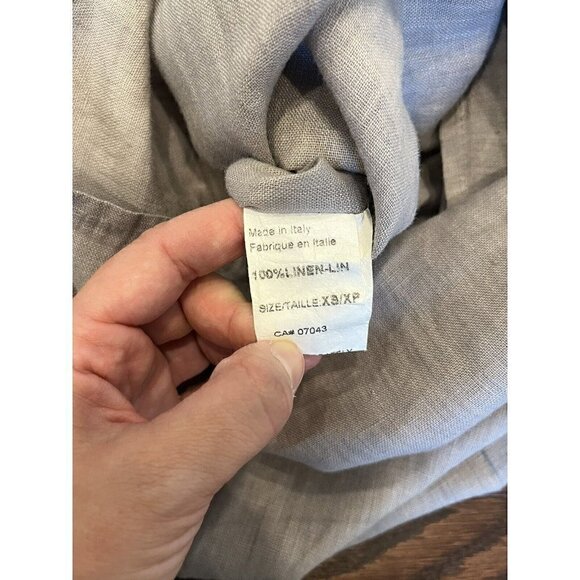 Made in Italy
Fabrique en Italie
100%LINEN-LIN
SIZE/TAILLE:XS/XP
CA# 07043